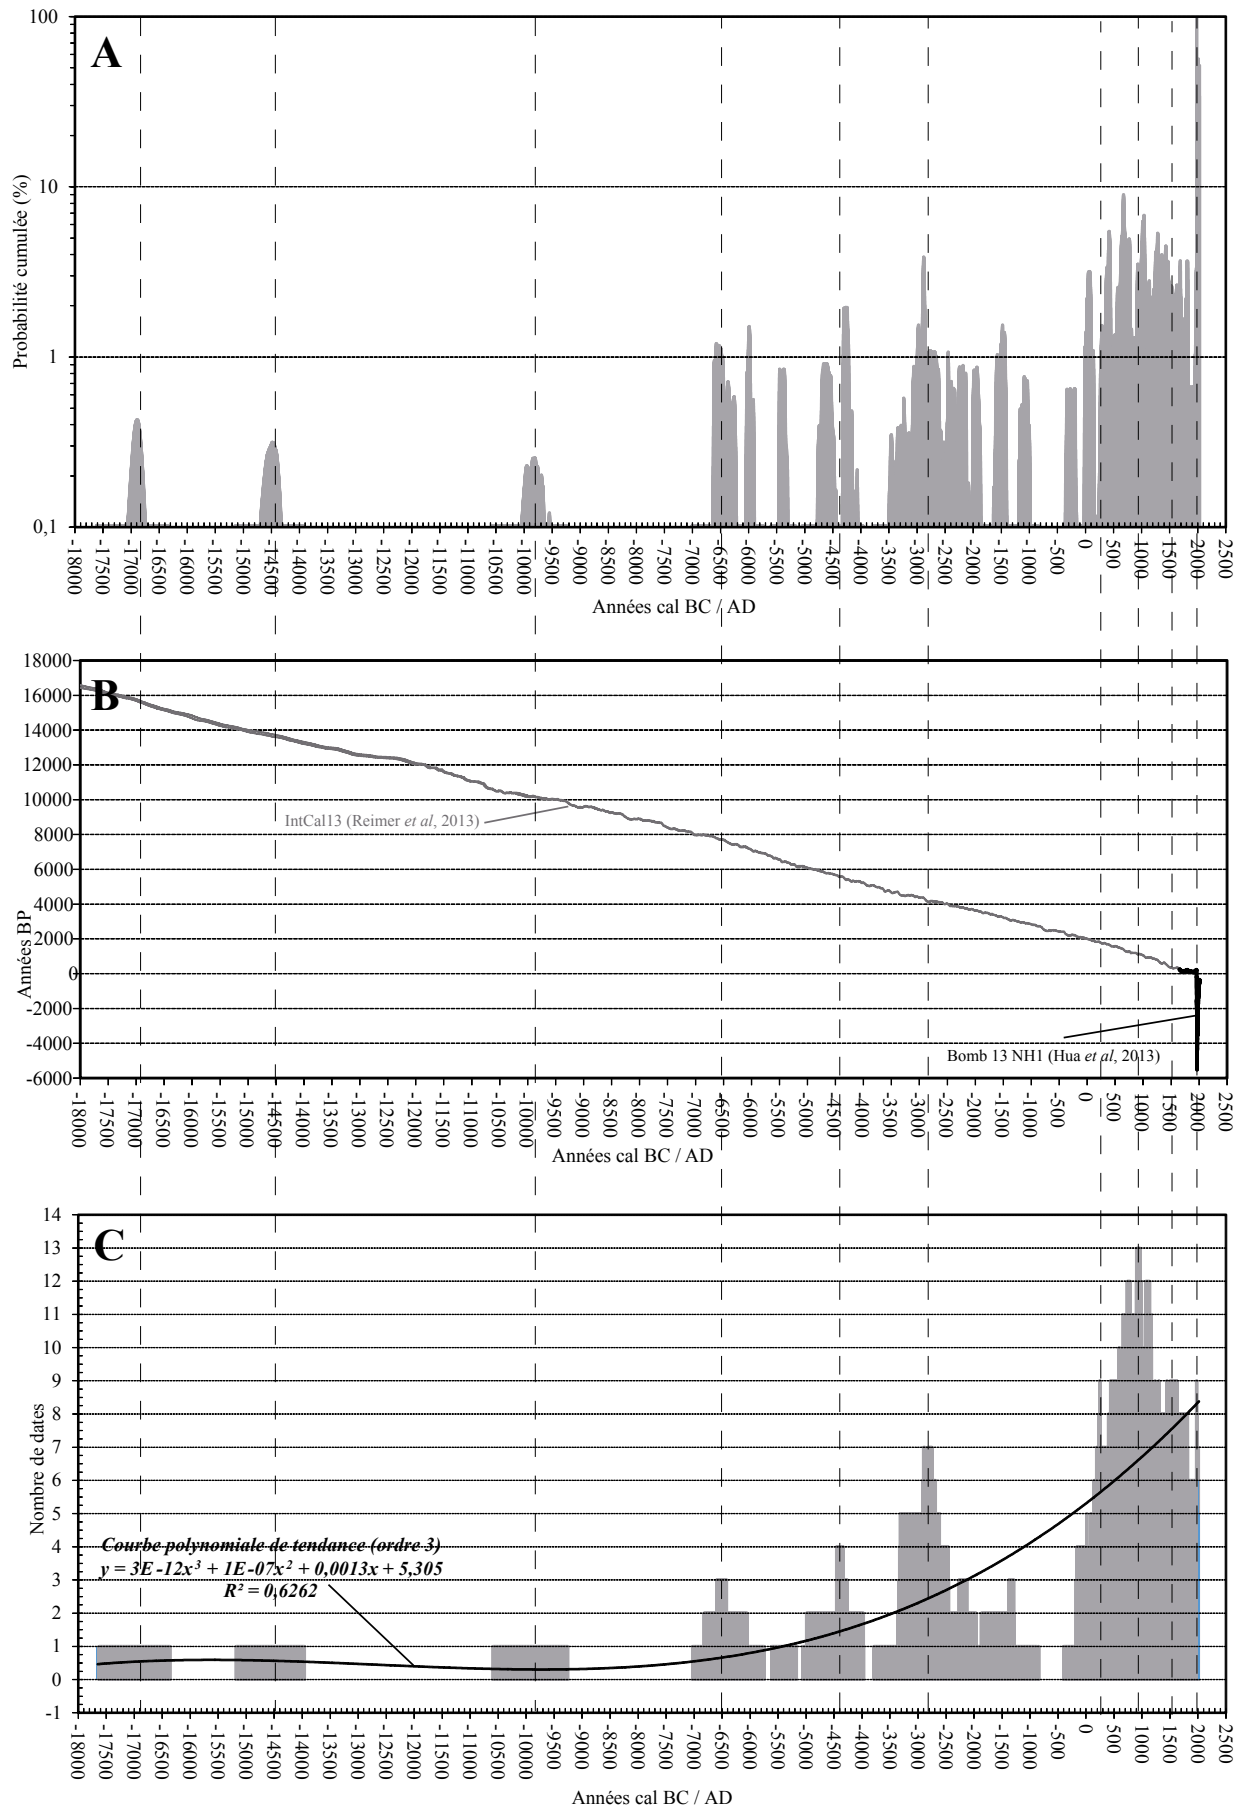 A
Probabilité cumulée (%)
100
10
1
0,1
-18000 -17500 -17000 -16500 -16000 -15500 -15000 -14500 -14000 -13500 -13000 -12500 -12000 -11500 -11000 -10500 -10000 -9500 -9000 -8500 -8000 -7500 -7000 -6500 -6000 -5500 -5000 -4500 -4000 -3500 -3000 -2500 -2000 -1500 -1000 -500 0 500 1000 1500 2000 2500
Années cal BC / AD
B
Années BP
18000
16000
14000
12000
10000
8000
6000
4000
2000
0
-2000
-4000
-6000
IntCal13 (Reimer et al, 2013)
Bomb 13 NH1 (Hua et al, 2013)
-18000 -17500 -17000 -16500 -16000 -15500 -15000 -14500 -14000 -13500 -13000 -12500 -12000 -11500 -11000 -10500 -10000 -9500 -9000 -8500 -8000 -7500 -7000 -6500 -6000 -5500 -5000 -4500 -4000 -3500 -3000 -2500 -2000 -1500 -1000 -500 0 500 1000 1500 2000 2500
Années cal BC / AD
C
Nombre de dates
14
13
12
11
10
9
8
7
6
5
4
3
2
1
0
-1
Courbe polynomiale de tendance (ordre 3)
y = 3E-12x³ + 1E-07x² + 0,0013x + 5,305
R² = 0,6262
-18000 -17500 -17000 -16500 -16000 -15500 -15000 -14500 -14000 -13500 -13000 -12500 -12000 -11500 -11000 -10500 -10000 -9500 -9000 -8500 -8000 -7500 -7000 -6500 -6000 -5500 -5000 -4500 -4000 -3500 -3000 -2500 -2000 -1500 -1000 -500 0 500 1000 1500 2000 2500
Années cal BC / AD